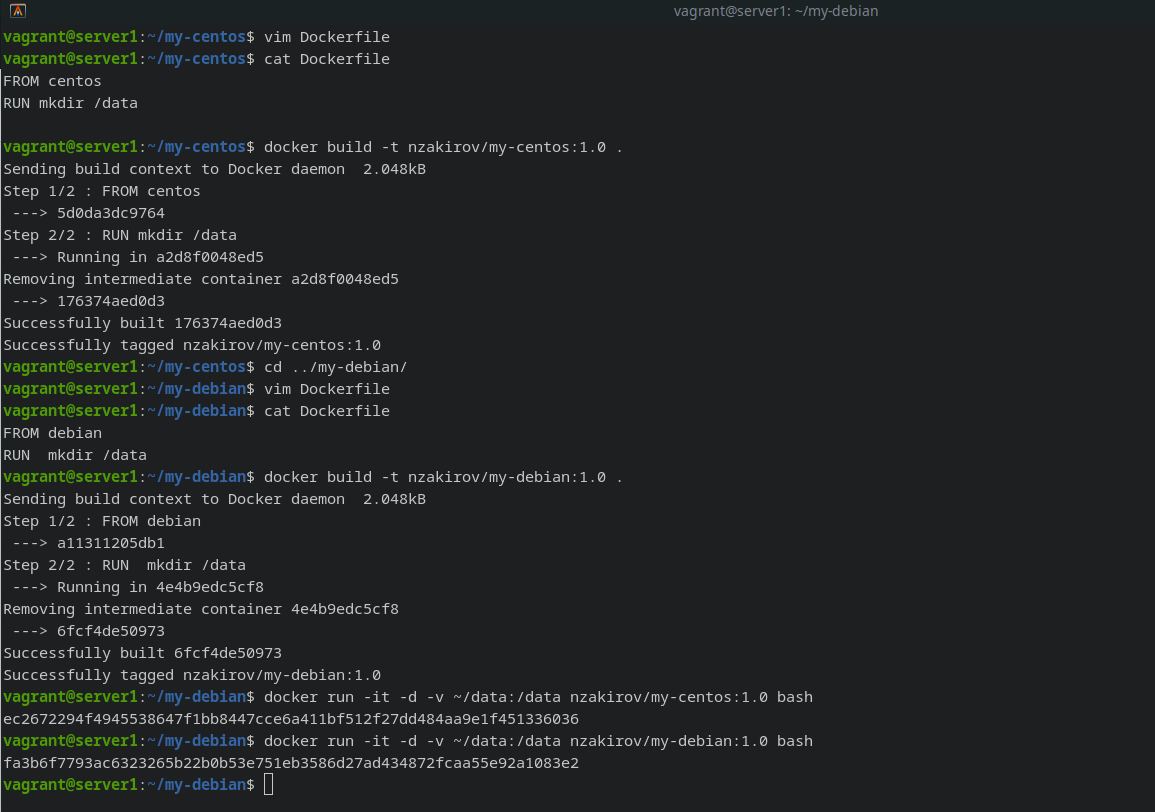 vagrant@server1: ~/my-debian
vagrant@server1:~/my-centos$ vim Dockerfile
vagrant@server1:~/my-centos$ cat Dockerfile
FROM centos
RUN mkdir /data
vagrant@server1:~/my-centos$ docker build -t nzakirov/my-centos:1.0 .
Sending build context to Docker daemon  2.048kB
Step 1/2 : FROM centos
 ---> 5d0da3dc9764
Step 2/2 : RUN mkdir /data
 ---> Running in a2d8f0048ed5
Removing intermediate container a2d8f0048ed5
 ---> 176374aed0d3
Successfully built 176374aed0d3
Successfully tagged nzakirov/my-centos:1.0
vagrant@server1:~/my-centos$ cd ../my-debian/
vagrant@server1:~/my-debian$ vim Dockerfile
vagrant@server1:~/my-debian$ cat Dockerfile
FROM debian
RUN  mkdir /data
vagrant@server1:~/my-debian$ docker build -t nzakirov/my-debian:1.0 .
Sending build context to Docker daemon  2.048kB
Step 1/2 : FROM debian
 ---> a11311205db1
Step 2/2 : RUN  mkdir /data
 ---> Running in 4e4b9edc5cf8
Removing intermediate container 4e4b9edc5cf8
 ---> 6fcf4de50973
Successfully built 6fcf4de50973
Successfully tagged nzakirov/my-debian:1.0
vagrant@server1:~/my-debian$ docker run -it -d -v ~/data:/data nzakirov/my-centos:1.0 bash
ec2672294f4945538647f1bb8447cce6a411bf512f27dd484aa9e1f451336036
vagrant@server1:~/my-debian$ docker run -it -d -v ~/data:/data nzakirov/my-debian:1.0 bash
fa3b6f7793ac6323265b22b0b53e751eb3586d27ad434872fcaa55e92a1083e2
vagrant@server1:~/my-debian$